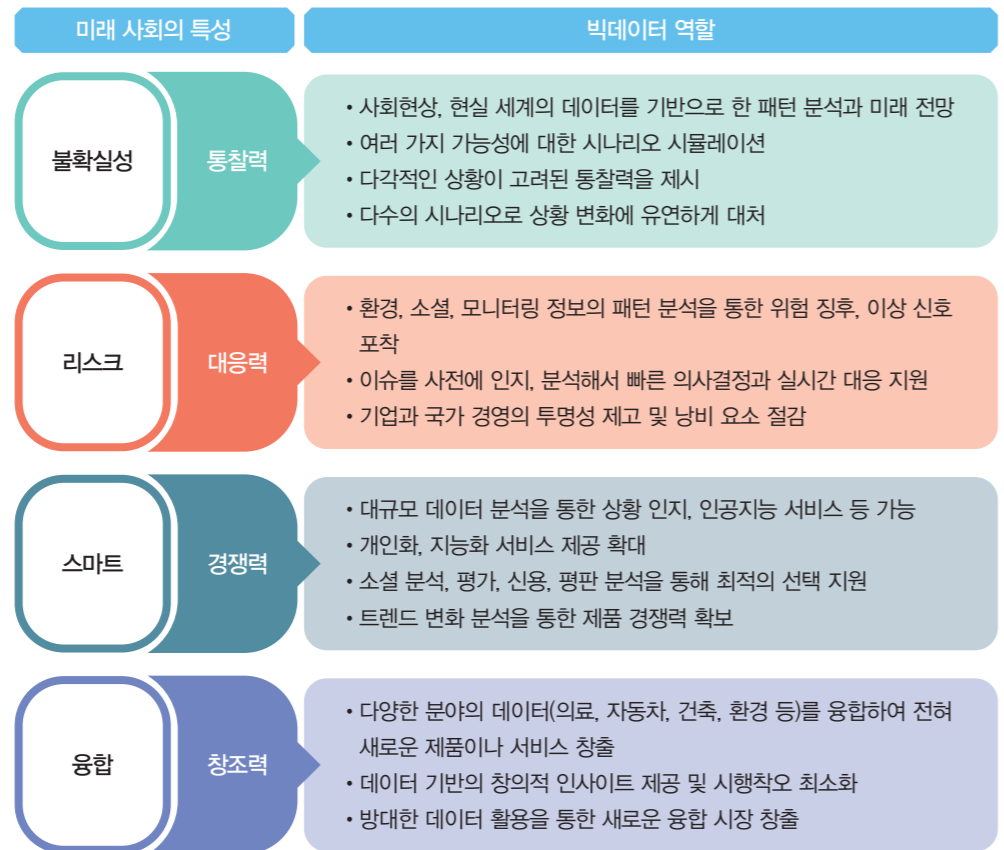 미래 사회의 특성
빅데이터 역할
불확실성
통찰력
• 사회현상, 현실 세계의 데이터를 기반으로 한 패턴 분석과 미래 전망
• 여러 가지 가능성에 대한 시나리오 시뮬레이션
• 다각적인 상황이 고려된 통찰력을 제시
• 다수의 시나리오로 상황 변화에 유연하게 대처
리스크
대응력
• 환경, 소셜, 모니터링 정보의 패턴 분석을 통한 위험 징후, 이상 신호
포착
• 이슈를 사전에 인지, 분석해서 빠른 의사결정과 실시간 대응 지원
• 기업과 국가 경영의 투명성 제고 및 낭비 요소 절감
스마트
경쟁력
• 대규모 데이터 분석을 통한 상황 인지, 인공지능 서비스 등 가능
• 개인화, 지능화 서비스 제공 확대
• 소셜 분석, 평가, 신용, 평판 분석을 통해 최적의 선택 지원
• 트렌드 변화 분석을 통한 제품 경쟁력 확보
융합
창조력
• 다양한 분야의 데이터(의료, 자동차, 건축, 환경 등)를 융합하여 전혀
새로운 제품이나 서비스 창출
• 데이터 기반의 창의적 인사이트 제공 및 시행착오 최소화
• 방대한 데이터 활용을 통한 새로운 융합 시장 창출